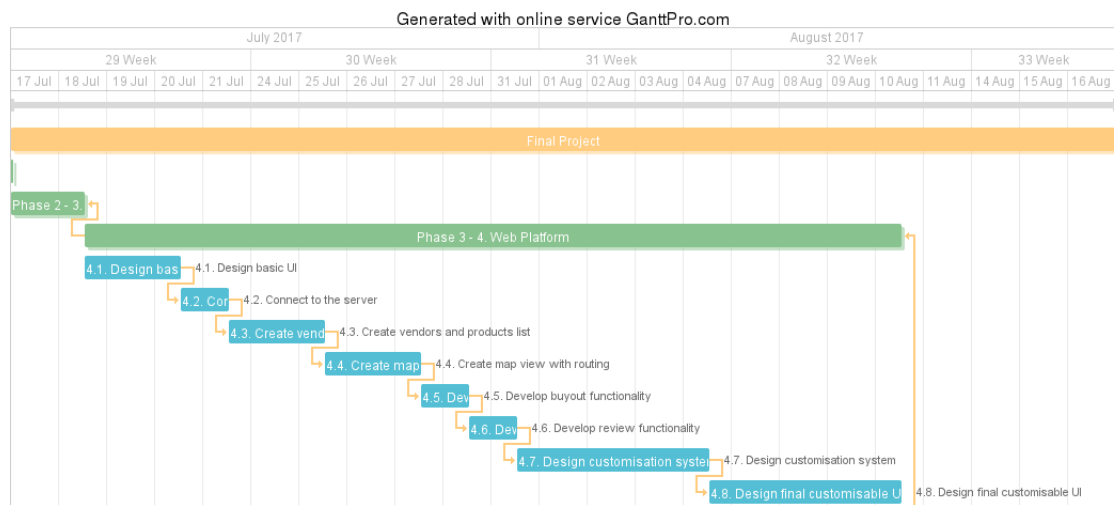 Generated with online service GanttPro.com
July 2017 August 2017
29 Week 30 Week 31 Week 32 Week 33 Week
17 Jul 18 Jul 19 Jul 20 Jul 21 Jul 24 Jul 25 Jul 26 Jul 27 Jul 28 Jul 31 Jul 01 Aug 02 Aug 03 Aug 04 Aug 07 Aug 08 Aug 09 Aug 10 Aug 11 Aug 14 Aug 15 Aug 16 Aug
Final Project
Phase 2 - 3.
Phase 3 - 4. Web Platform
4.1. Design bas 4.1. Design basic UI
4.2. Cor 4.2. Connect to the server
4.3. Create vend 4.3. Create vendors and products list
4.4. Create map 4.4. Create map view with routing
4.5. Dev 4.5. Develop buyout functionality
4.6. Dev 4.6. Develop review functionality
4.7. Design customisation system 4.7. Design customisation system
4.8. Design final customisable U 4.8. Design final customisable UI